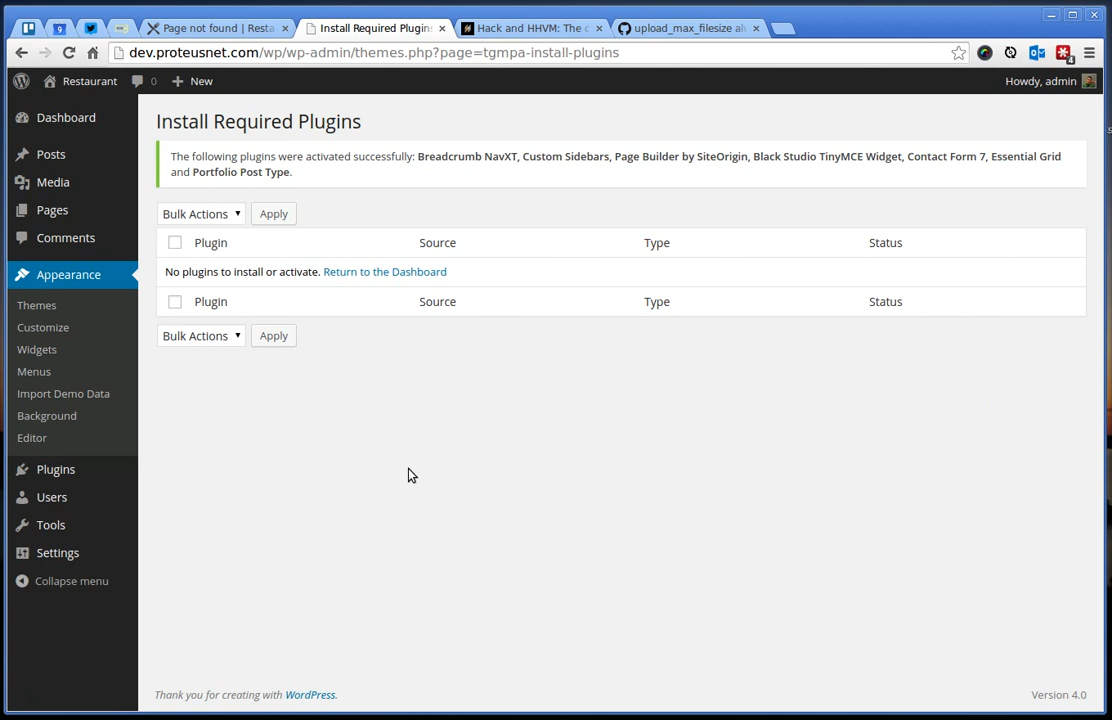 Page not found | Resta
Install Required Plugins
Hack and HHVM: The c
upload_max_filesize alw
dev.proteusnet.com/wp/wp-admin/themes.php?page=tgmpa-install-plugins
4
Restaurant
0
New
Howdy, admin
Dashboard
Posts
Media
Pages
Comments
Appearance
Themes
Customize
Widgets
Menus
Import Demo Data
Background
Editor
Plugins
Users
Tools
Settings
Collapse menu
Install Required Plugins
The following plugins were activated successfully: Breadcrumb NavXT, Custom Sidebars, Page Builder by SiteOrigin, Black Studio TinyMCE Widget, Contact Form 7, Essential Grid
and Portfolio Post Type.
Bulk Actions
Apply
Plugin Source Type Status
No plugins to install or activate. Return to the Dashboard
Plugin Source Type Status
Bulk Actions
Apply
Thank you for creating with WordPress.
Version 4.0